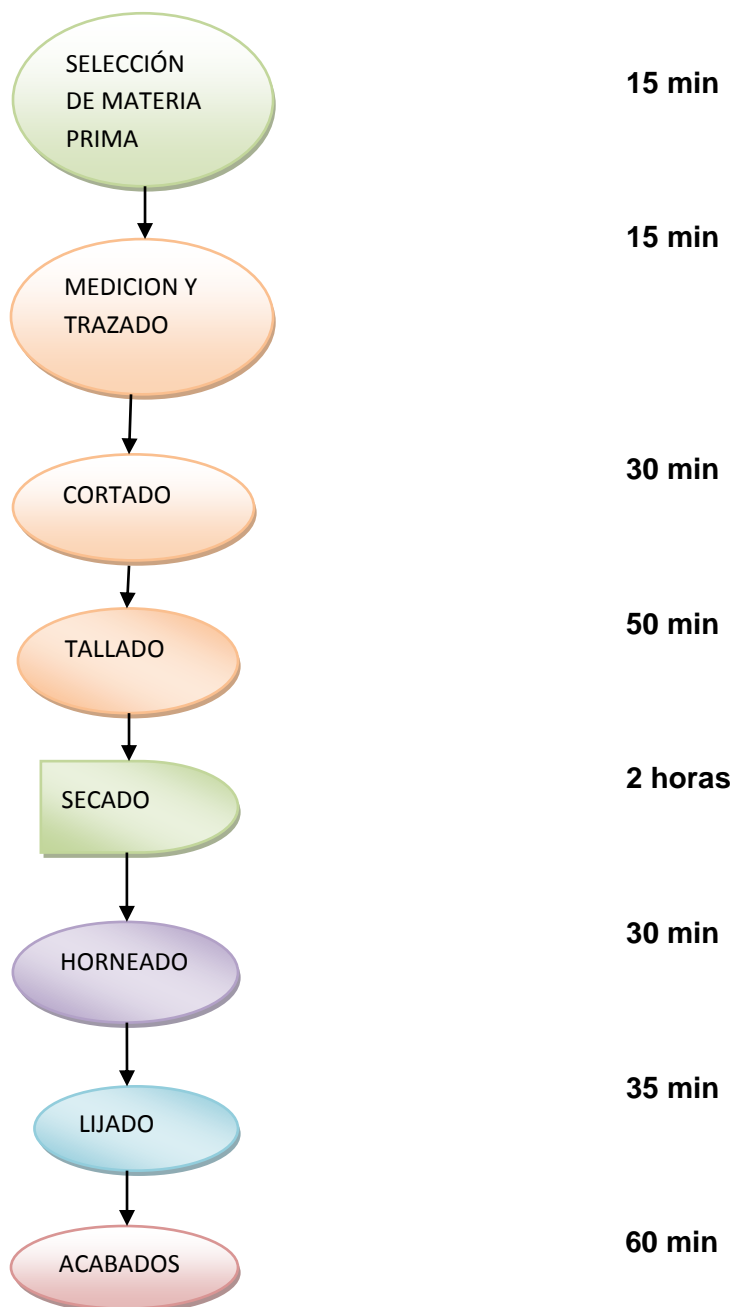 SELECCIÓN
DE MATERIA
PRIMA
15 min
MEDICION Y
TRAZADO
15 min
CORTADO
30 min
TALLADO
50 min
SECADO
2 horas
HORNEADO
30 min
LIJADO
35 min
ACABADOS
60 min